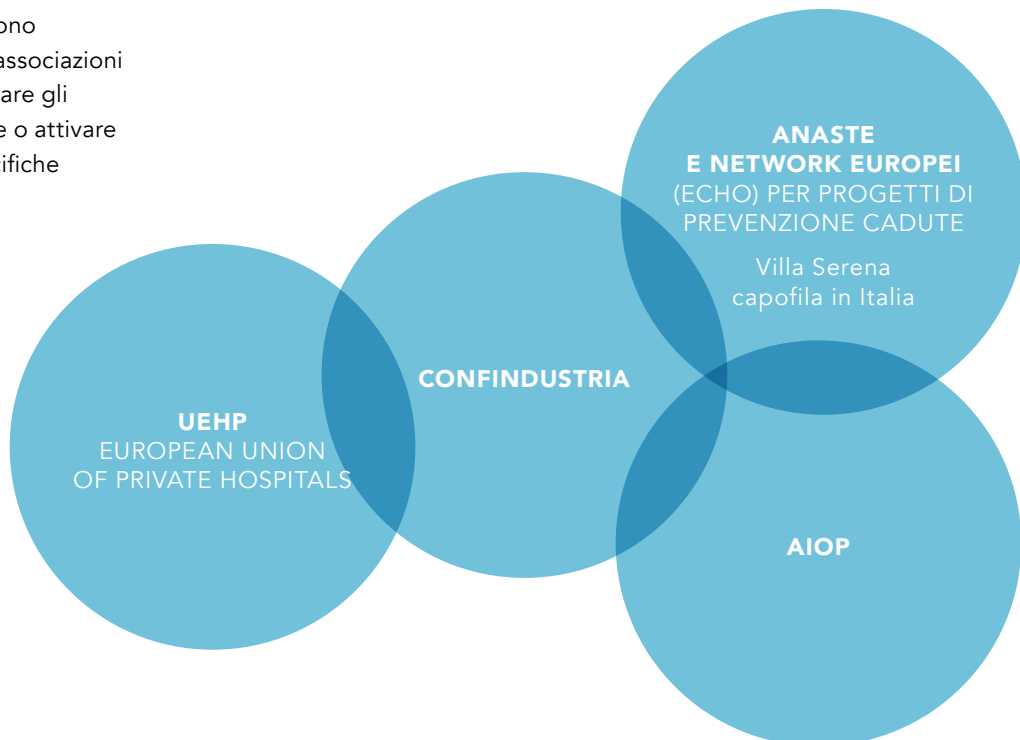 ono
associazioni
are gli
e o attivare
cifiche
ANASTE
E NETWORK EUROPEI
(ECHO) PER PROGETTI DI
PREVENZIONE CADUTE
Villa Serena
capofila in Italia
CONFINDUSTRIA
UEHP
EUROPEAN UNION
OF PRIVATE HOSPITALS
AIOP